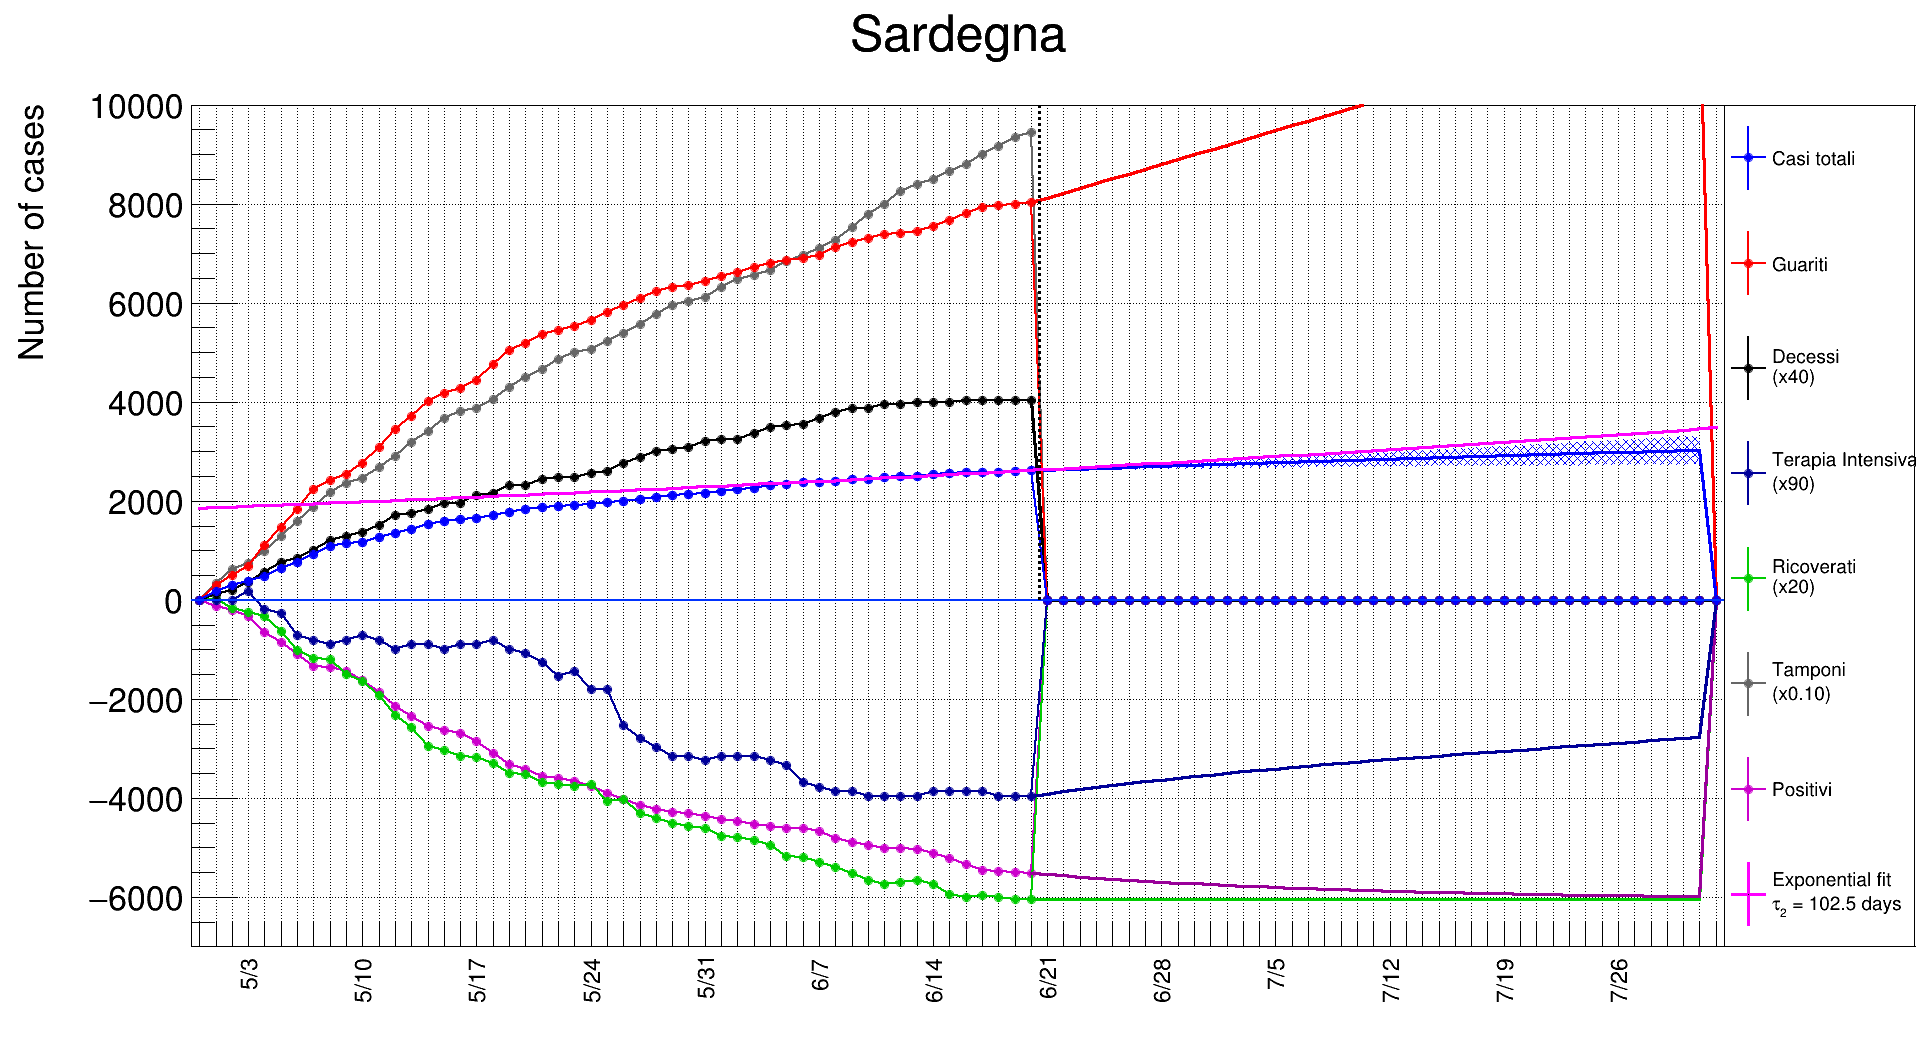 Sardegna
Number of cases
10000
8000
6000
4000
2000
0
−2000
−4000
−6000
5/3
5/10
5/17
5/24
5/31
6/7
6/14
6/21
6/28
7/5
7/12
7/19
7/26
Casi totali
Guariti
Decessi
(x40)
Terapia Intensiva
(x90)
Ricoverati
(x20)
Tamponi
(x0.10)
Positivi
Exponential fit
τ2 = 102.5 days